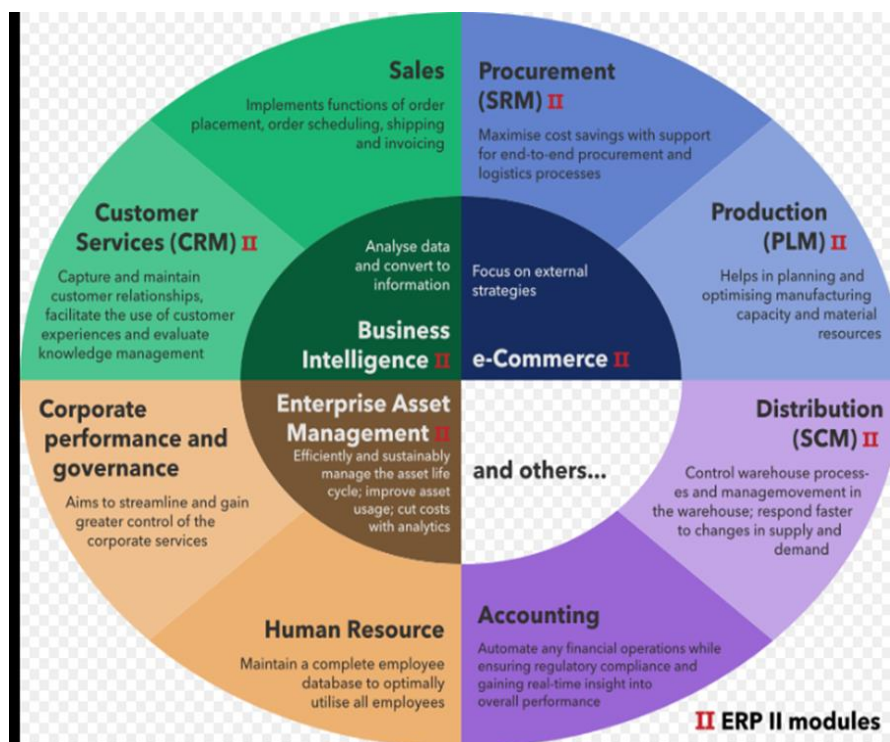 Sales
Implements functions of order
placement, order scheduling, shipping
and invoicing
Procurement
(SRM) II
Maximise cost savings with support
for end-to-end procurement and
logistics processes
Customer
Services (CRM) II
Capture and maintain
customer relationships,
facilitate the use of customer
experiences and evaluate
knowledge management
Analyse data
and convert to
information
Business
Intelligence II
Focus on external
strategies
e-Commerce II
Production
(PLM) II
Helps in planning and
optimising manufacturing
capacity and material
resources
Corporate
performance and
governance
Aims to streamline and gain
greater control of the
corporate services
Enterprise Asset
Management II
Efficiently and sustainably
manage the asset life
cycle; improve asset
usage; cut costs
with analytics
and others...
Distribution
(SCM) II
Control warehouse process-
es and managemovement in
the warehouse; respond faster
to changes in supply and
demand
Human Resource
Maintain a complete employee
database to optimally
utilise all employees
Accounting
Automate any financial operations while
ensuring regulatory compliance and
gaining real-time insight into
overall performance
II ERP II modules